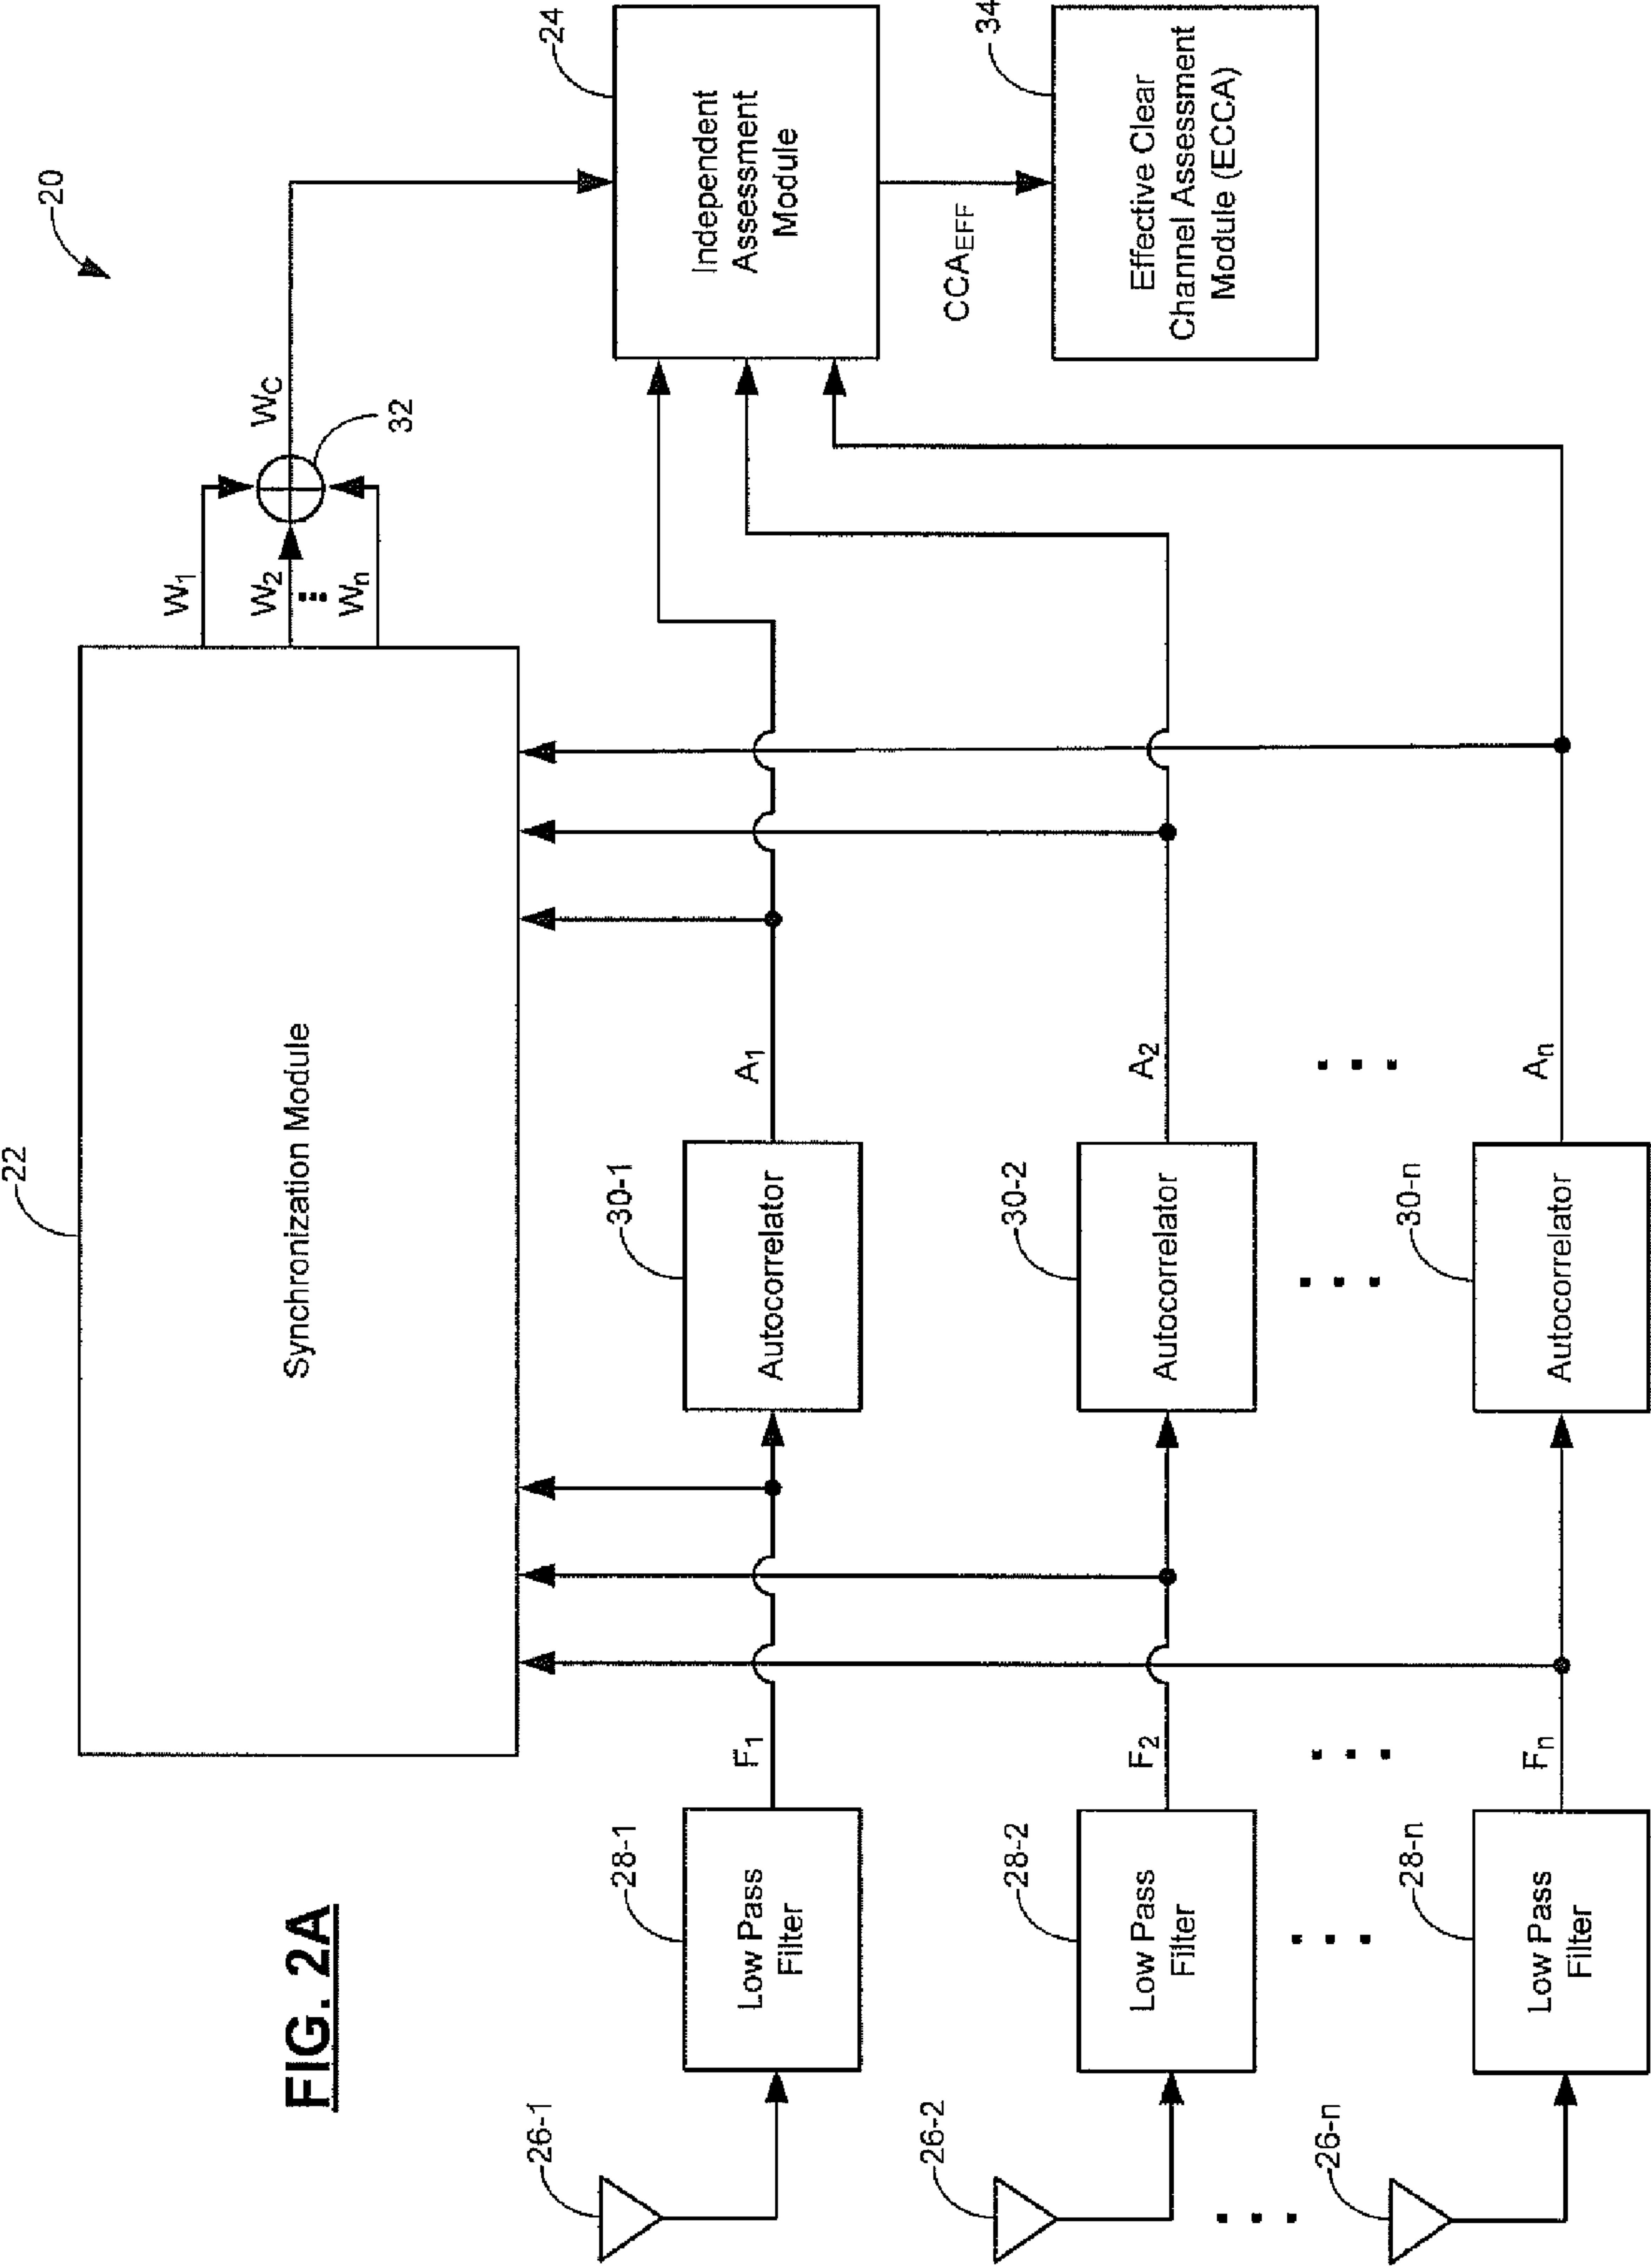 FIG. 2A
20
22
Synchronization Module
W1
W2
Wn
WC
32
24
Independent
Assessment
Module
26-1
28-1
Low Pass
Filter
F1
30-1
Autocorrelator
A1
CCAEFF
26-2
28-2
Low Pass
Filter
F2
30-2
Autocorrelator
A2
34
Effective Clear
Channel Assessment
Module (ECCA)
26-n
28-n
Low Pass
Filter
Fn
30-n
Autocorrelator
An